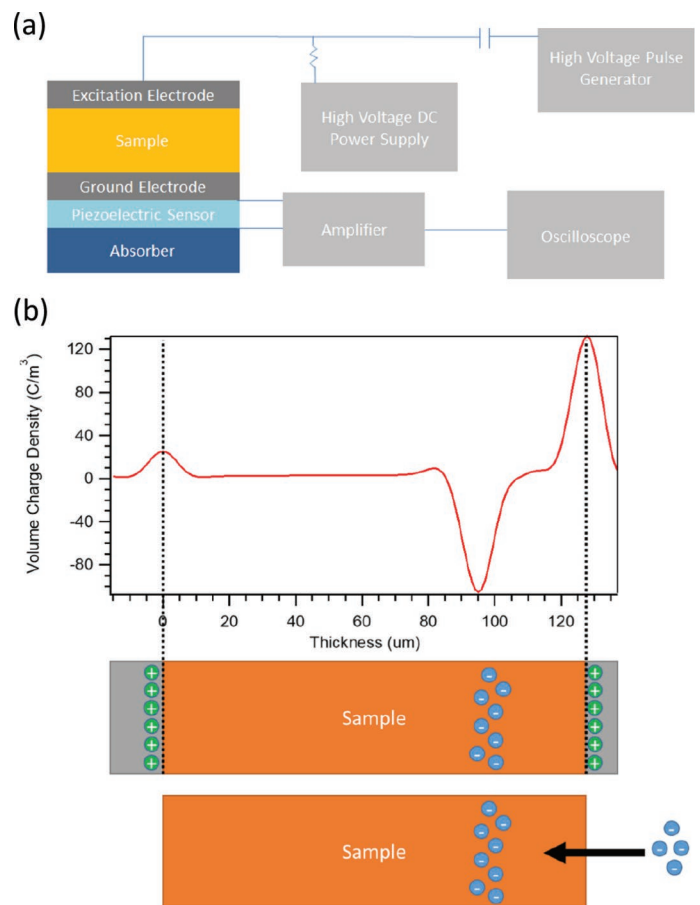 (a)
High Voltage Pulse
Generator
Excitation Electrode
High Voltage DC
Power Supply
Sample
Ground Electrode
Piezoelectric Sensor
Amplifier
Oscilloscope
Absorber
(b)
Volume Charge Density (C/m³)
120
80
40
0
-40
-80
0 20 40 60 80 100 120
Thickness (um)
+ + + + + +
- - - - - - - -
+ + + + + +
Sample
- - - - - - - -
Sample
- - - -